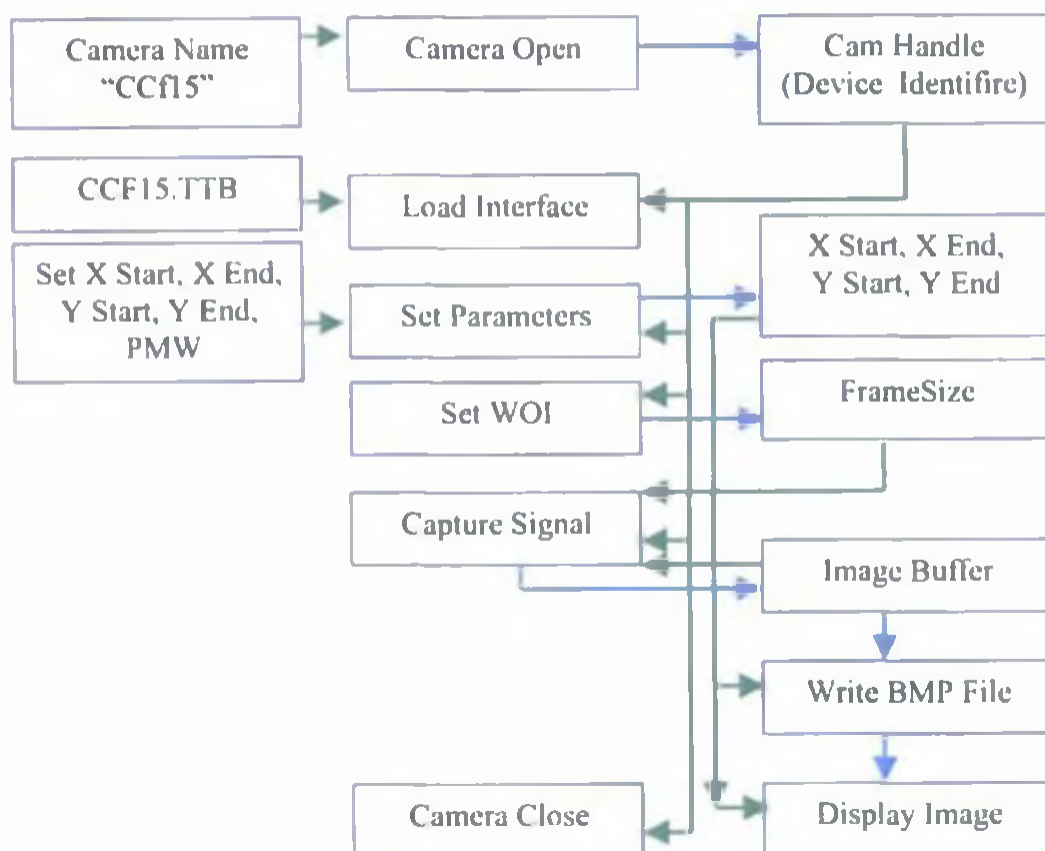 Camera Name
“CCf15”
Camera Open
Cam Handle
(Device Identifire)
CCF15.TTB
Load Interface
Set X Start, X End,
Y Start, Y End,
PMW
Set Parameters
X Start, X End,
Y Start, Y End
Set WOI
FrameSize
Capture Signal
Image Buffer
Write BMP File
Camera Close
Display Image